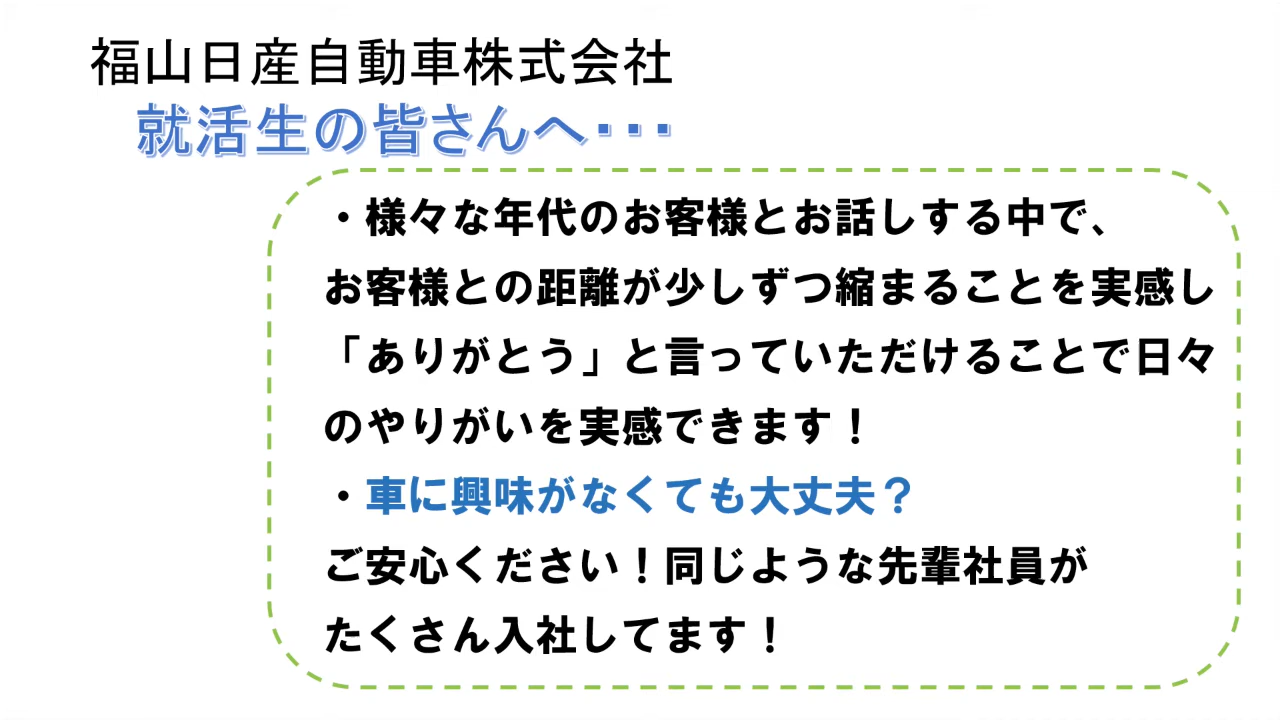 福山日産自動車株式会社
就活生の皆さんへ・・・
・様々な年代のお客様とお話しする中で、
お客様との距離が少しずつ縮まることを実感し
「ありがとう」と言っていただけることで日々
のやりがいを実感できます！
・車に興味がなくても大丈夫？
ご安心ください！同じような先輩社員が
たくさん入社してます！